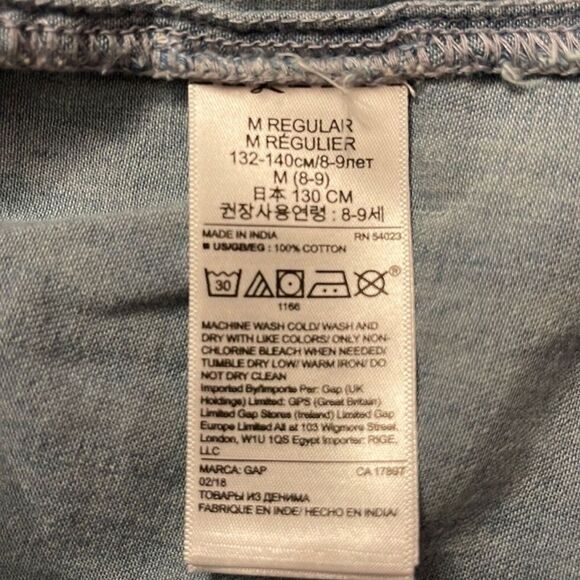 M REGULAR
M RÉGULIER
132-140см/8-9лет
M (8-9)
日本 130 CM
권장사용연령 : 8-9세
MADE IN INDIA RN 54023
■ US/GB/EG : 100% COTTON
30
®
1166
MACHINE WASH COLD/ WASH AND
DRY WITH LIKE COLORS/ ONLY NON-
CHLORINE BLEACH WHEN NEEDED/
TUMBLE DRY LOW/ WARM IRON/ DO
NOT DRY CLEAN
Imported By/Importe Par: Gap (UK
Holdings) Limited: GPS (Great Britain)
Limited Gap Stores (Ireland) Limited Gap
Europe Limited All at 103 Wigmore Street,
London, W1U 1QS Egypt Importer: RIGE,
LLC
MARCA: GAP CA 17897
02/18
ТОВАРЫ ИЗ ДЕНИМА
FABRIQUE EN INDE/ HECHO EN INDIA/